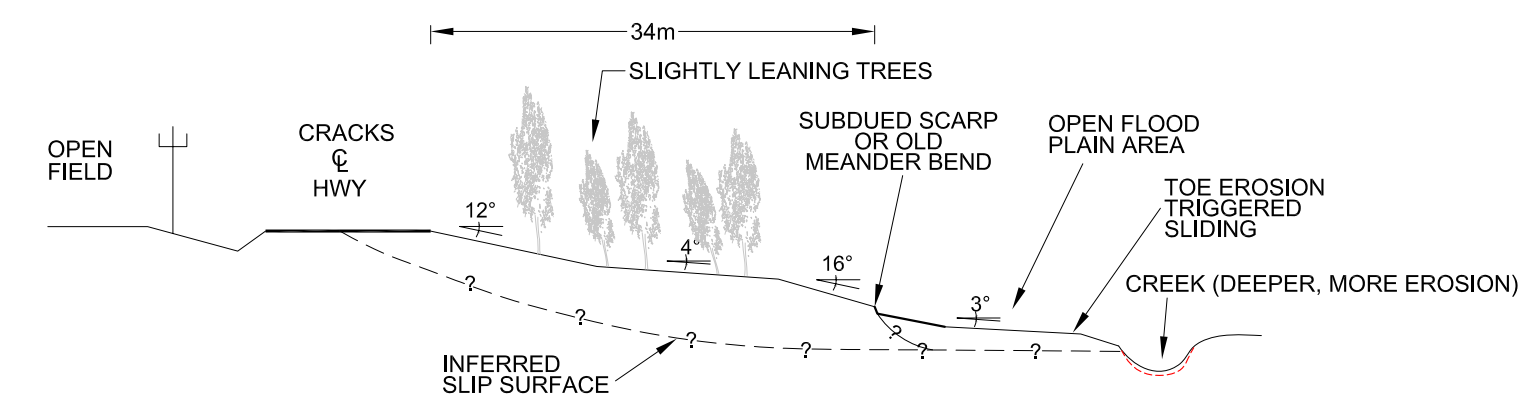 34m
SLIGHTLY LEANING TREES
OPEN
FIELD
CRACKS
℄
HWY
SUBDUED SCARP
OR OLD
MEANDER BEND
OPEN FLOOD
PLAIN AREA
TOE EROSION
TRIGGERED
SLIDING
12°
4°
16°
3°
CREEK (DEEPER, MORE EROSION)
?
?
?
?
?
?
?
INFERRED
SLIP SURFACE